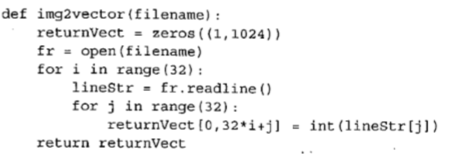 def img2vector(filename):
    returnVect = zeros((1,1024))
    fr = open(filename)
    for i in range(32):
        lineStr = fr.readline()
        for j in range(32):
            returnVect[0,32*i+j] = int(lineStr[j])
    return returnVect